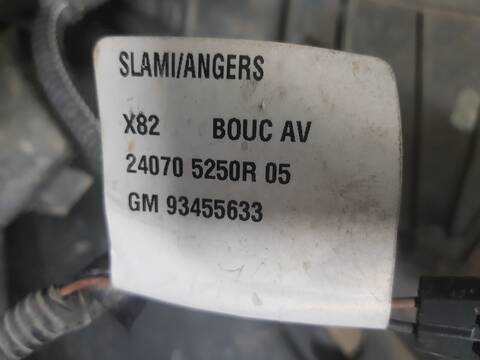 SLAMI/ANGERS
X82 BOUC AV
24070 5250R 05
GM 93455633